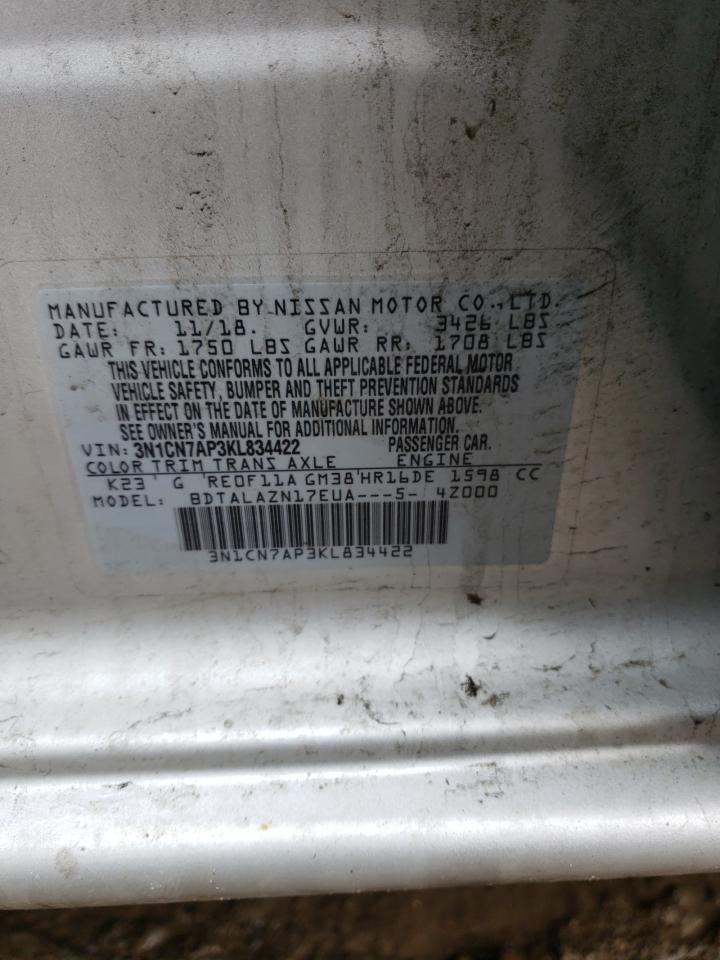 MANUFACTURED BY NISSAN MOTOR CO., LTD.
DATE: 11/18. GVWR: 3426 LBS
GAWR FR: 1750 LBS GAWR RR: 1708 LBS
THIS VEHICLE CONFORMS TO ALL APPLICABLE FEDERAL MOTOR
VEHICLE SAFETY, BUMPER AND THEFT PREVENTION STANDARDS
IN EFFECT ON THE DATE OF MANUFACTURE SHOWN ABOVE.
SEE OWNER'S MANUAL FOR ADDITIONAL INFORMATION.
VIN: 3N1CN7AP3KL834422 PASSENGER CAR.
COLOR TRIM TRANS AXLE ENGINE
K23 G RE0F11A GM38 HR16DE 1598 CC
MODEL: BDTALAZN17EUA---5- 4Z000
3N1CN7AP3KL834422